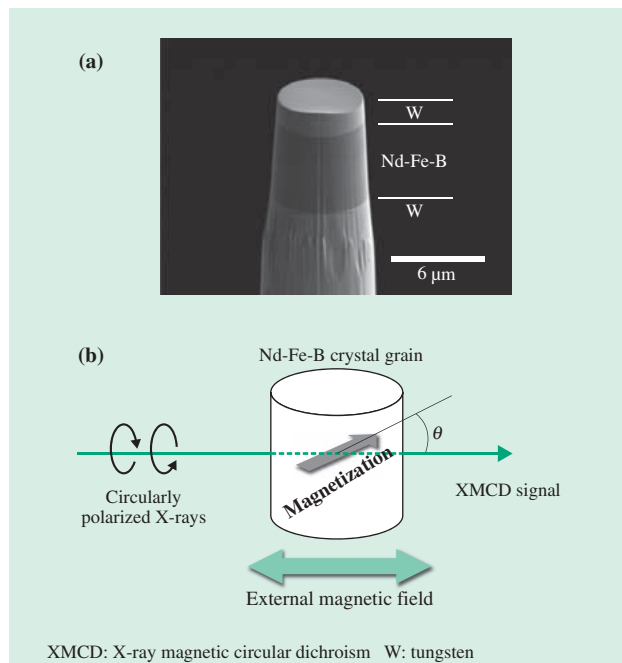 (a)
W
Nd-Fe-B
W
6 μm
(b)
Nd-Fe-B crystal grain
θ
Magnetization
Circularly
polarized X-rays
XMCD signal
External magnetic field
XMCD: X-ray magnetic circular dichroism W: tungsten